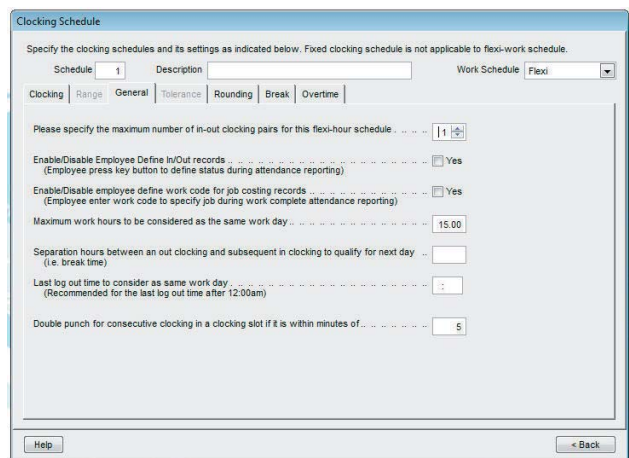 Clocking Schedule
Specify the clocking schedules and its settings as indicated below. Fixed clocking schedule is not applicable to flexi-work schedule.
Schedule 1 Description Work Schedule Flexi
Clocking Range General Tolerance Rounding Break Overtime
Please specify the maximum number of in-out clocking pairs for this flexi-hour schedule . . . . . 1
Enable/Disable Employee Define In/Out records . . . . . . . . . . . . . . . . . . . . Yes
(Employee press key button to define status during attendance reporting)
Enable/Disable employee define work code for job costing records . . . . . . . . . . . . Yes
(Employee enter work code to specify job during work complete attendance reporting)
Maximum work hours to be considered as the same work day . . . . . . . . . . . . . . 15.00
Separation hours between an out clocking and subsequent in clocking to qualify for next day ..
(i.e. break time)
Last log out time to consider as same work day . . . . . . . . . . . . . . . . . . . . :
(Recommended for the last log out time after 12:00am)
Double punch for consecutive clocking in a clocking slot if it is within minutes of . . . . . . . 5
Help < Back